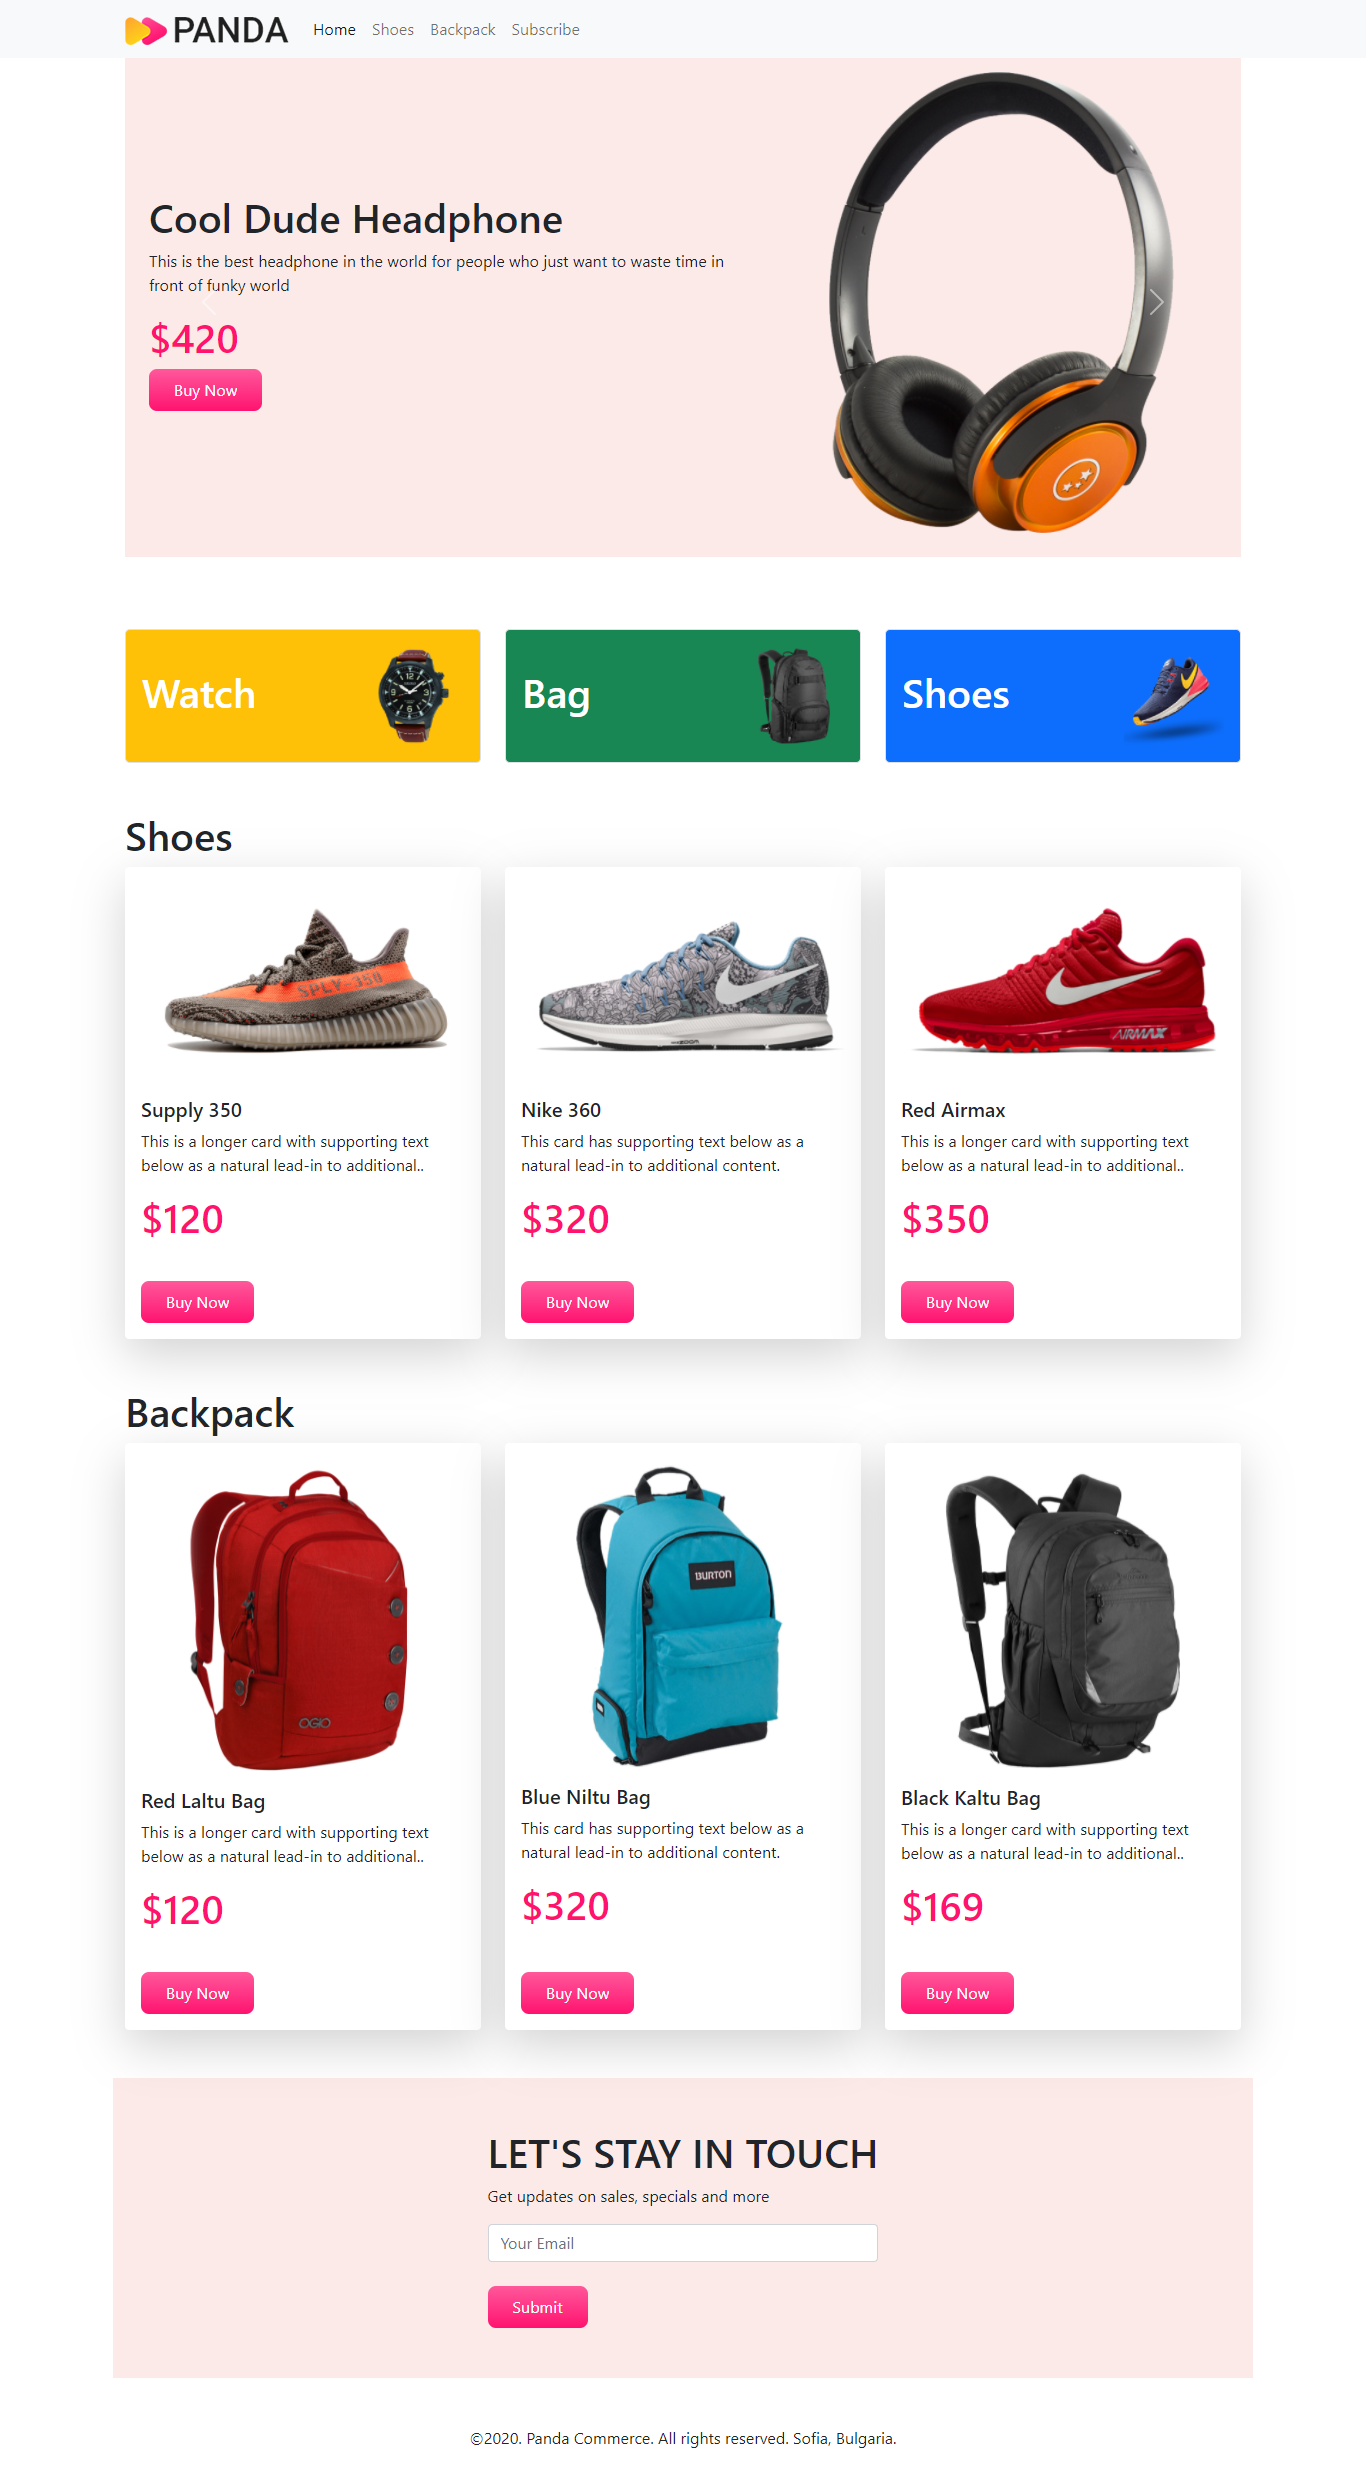 PANDA Home Shoes Backpack Subscribe
Cool Dude Headphone
This is the best headphone in the world for people who just want to waste time in
front of funky world
$420
Buy Now
Watch
Bag
Shoes
Shoes
SPLY-350
AIRMAX
Supply 350
This is a longer card with supporting text
below as a natural lead-in to additional..
$120
Buy Now
Nike 360
This card has supporting text below as a
natural lead-in to additional content.
$320
Buy Now
Red Airmax
This is a longer card with supporting text
below as a natural lead-in to additional..
$350
Buy Now
Backpack
OGIO
BURTON
Red Laltu Bag
This is a longer card with supporting text
below as a natural lead-in to additional..
$120
Buy Now
Blue Niltu Bag
This card has supporting text below as a
natural lead-in to additional content.
$320
Buy Now
Black Kaltu Bag
This is a longer card with supporting text
below as a natural lead-in to additional..
$169
Buy Now
LET'S STAY IN TOUCH
Get updates on sales, specials and more
Your Email
Submit
©2020. Panda Commerce. All rights reserved. Sofia, Bulgaria.